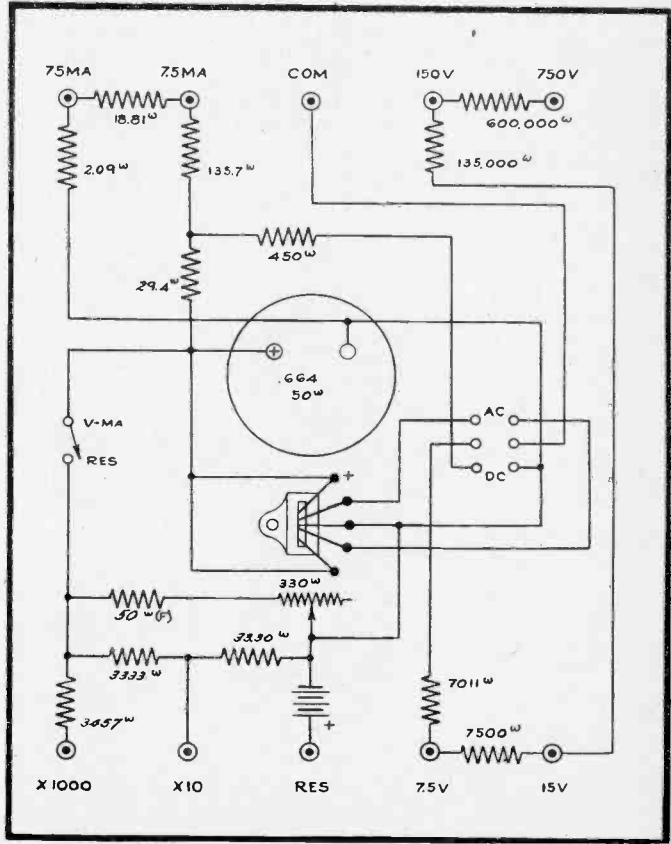 75MA 7.5MA COM 150V 750V
18.81ω 600,000ω
2.09ω 135.7ω 135,000ω
450ω
29.4ω
+
.664
50ω
V-MA AC
RES DC
+
330ω
50ω(F)
3333ω 3330ω
3657ω 7011ω
+ 7500ω
X1000 X10 RES 7.5V 15V